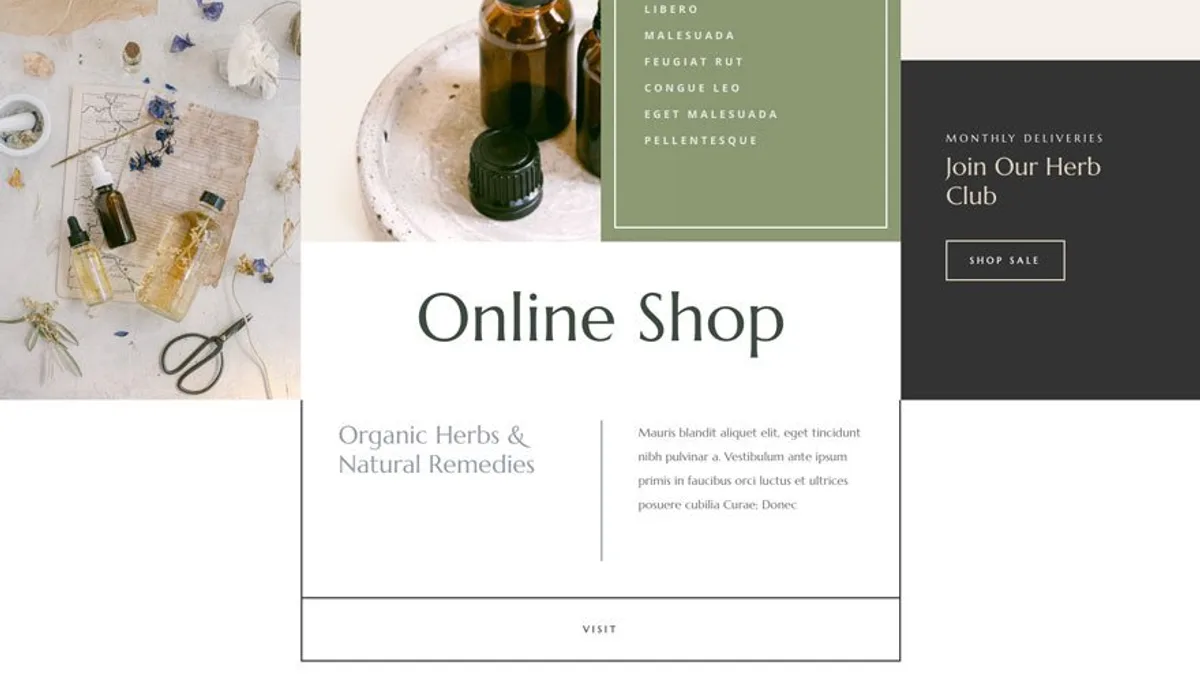 LIBERO
MALESUADA
FEUGIAT RUT
CONGUE LEO
EGET MALESUADA
PELLENTESQUE
MONTHLY DELIVERIES
Join Our Herb
Club
SHOP SALE
Online Shop
Organic Herbs &
Natural Remedies
Mauris blandit aliquet elit, eget tincidunt
nibh pulvinar a. Vestibulum ante ipsum
primis in faucibus orci luctus et ultrices
posuere cubilia Curae; Donec
VISIT